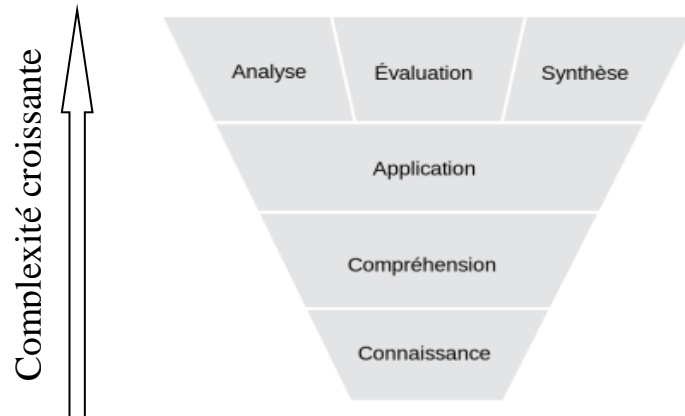 Complexité croissante
Analyse
Évaluation
Synthèse
Application
Compréhension
Connaissance